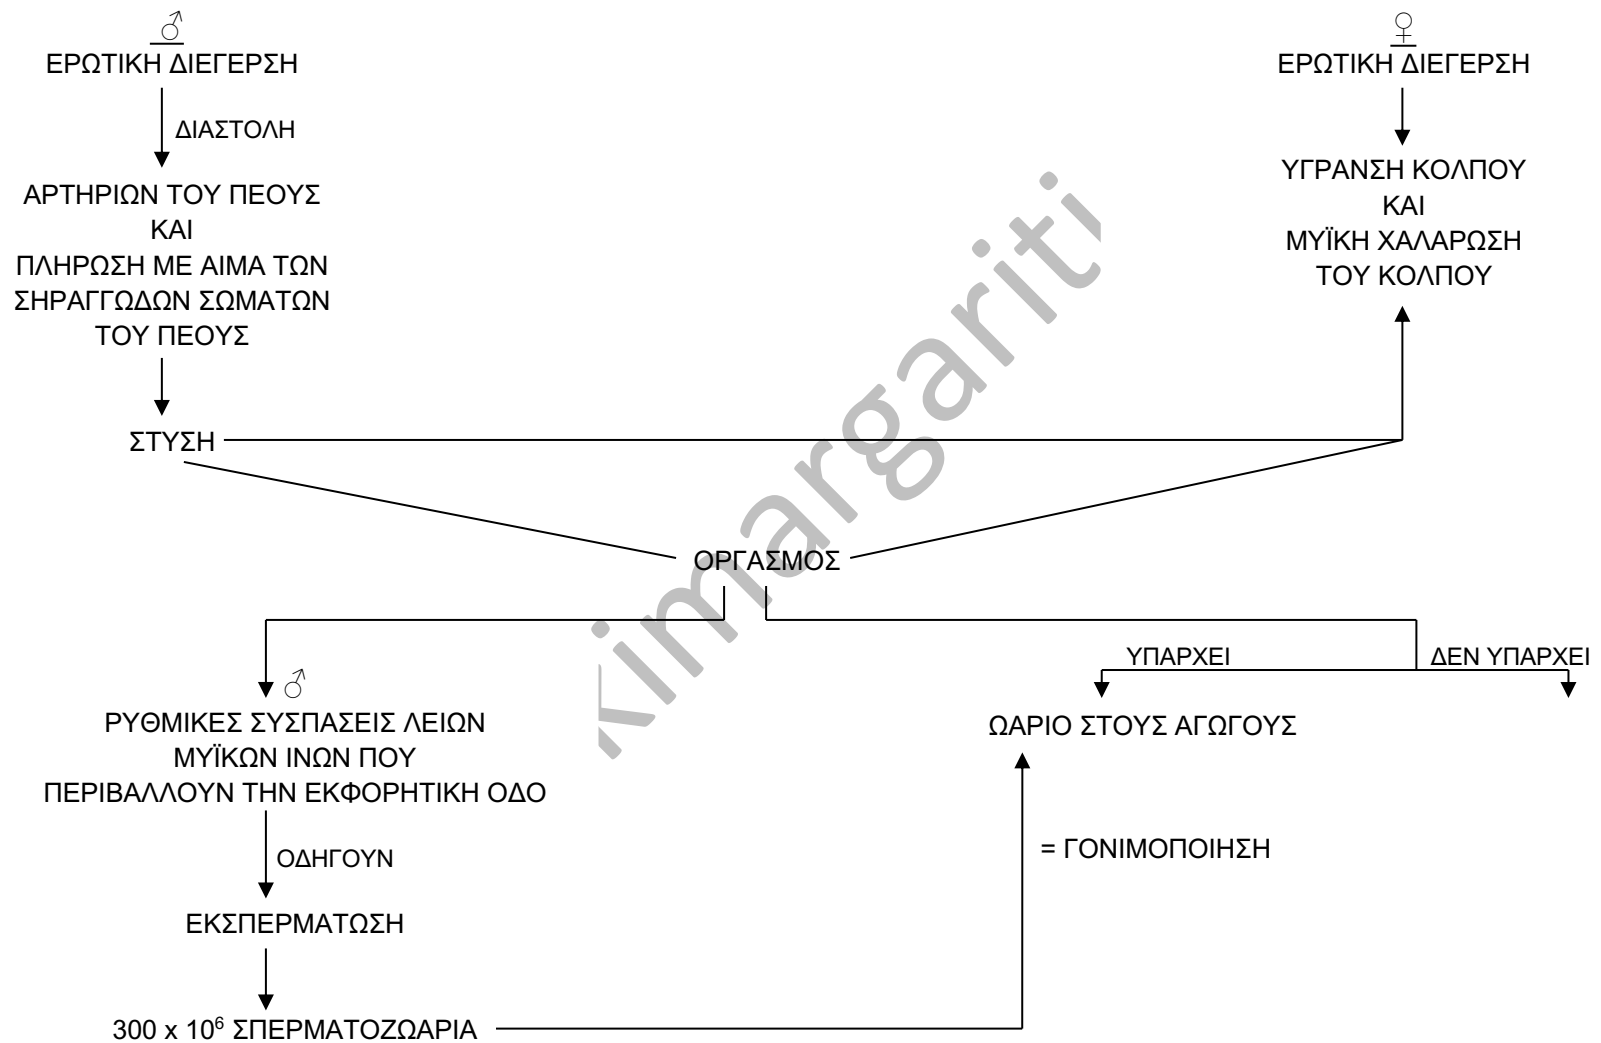 ♂
ΕΡΩΤΙΚΗ ΔΙΕΓΕΡΣΗ
ΔΙΑΣΤΟΛΗ
ΑΡΤΗΡΙΩΝ ΤΟΥ ΠΕΟΥΣ
ΚΑΙ
ΠΛΗΡΩΣΗ ΜΕ ΑΙΜΑ ΤΩΝ
ΣΗΡΑΓΓΩΔΩΝ ΣΩΜΑΤΩΝ
ΤΟΥ ΠΕΟΥΣ
ΣΤΥΣΗ
♀
ΕΡΩΤΙΚΗ ΔΙΕΓΕΡΣΗ
ΥΓΡΑΝΣΗ ΚΟΛΠΟΥ
ΚΑΙ
ΜΥΪΚΗ ΧΑΛΑΡΩΣΗ
ΤΟΥ ΚΟΛΠΟΥ
ΟΡΓΑΣΜΟΣ
♂
ΡΥΘΜΙΚΕΣ ΣΥΣΠΑΣΕΙΣ ΛΕΙΩΝ
ΜΥΪΚΩΝ ΙΝΩΝ ΠΟΥ
ΠΕΡΙΒΑΛΛΟΥΝ ΤΗΝ ΕΚΦΟΡΗΤΙΚΗ ΟΔΟ
ΟΔΗΓΟΥΝ
ΕΚΣΠΕΡΜΑΤΩΣΗ
300 x 10⁶ ΣΠΕΡΜΑΤΟΖΩΑΡΙΑ
ΥΠΑΡΧΕΙ
ΔΕΝ ΥΠΑΡΧΕΙ
ΩΑΡΙΟ ΣΤΟΥΣ ΑΓΩΓΟΥΣ
= ΓΟΝΙΜΟΠΟΙΗΣΗ
kimargariti